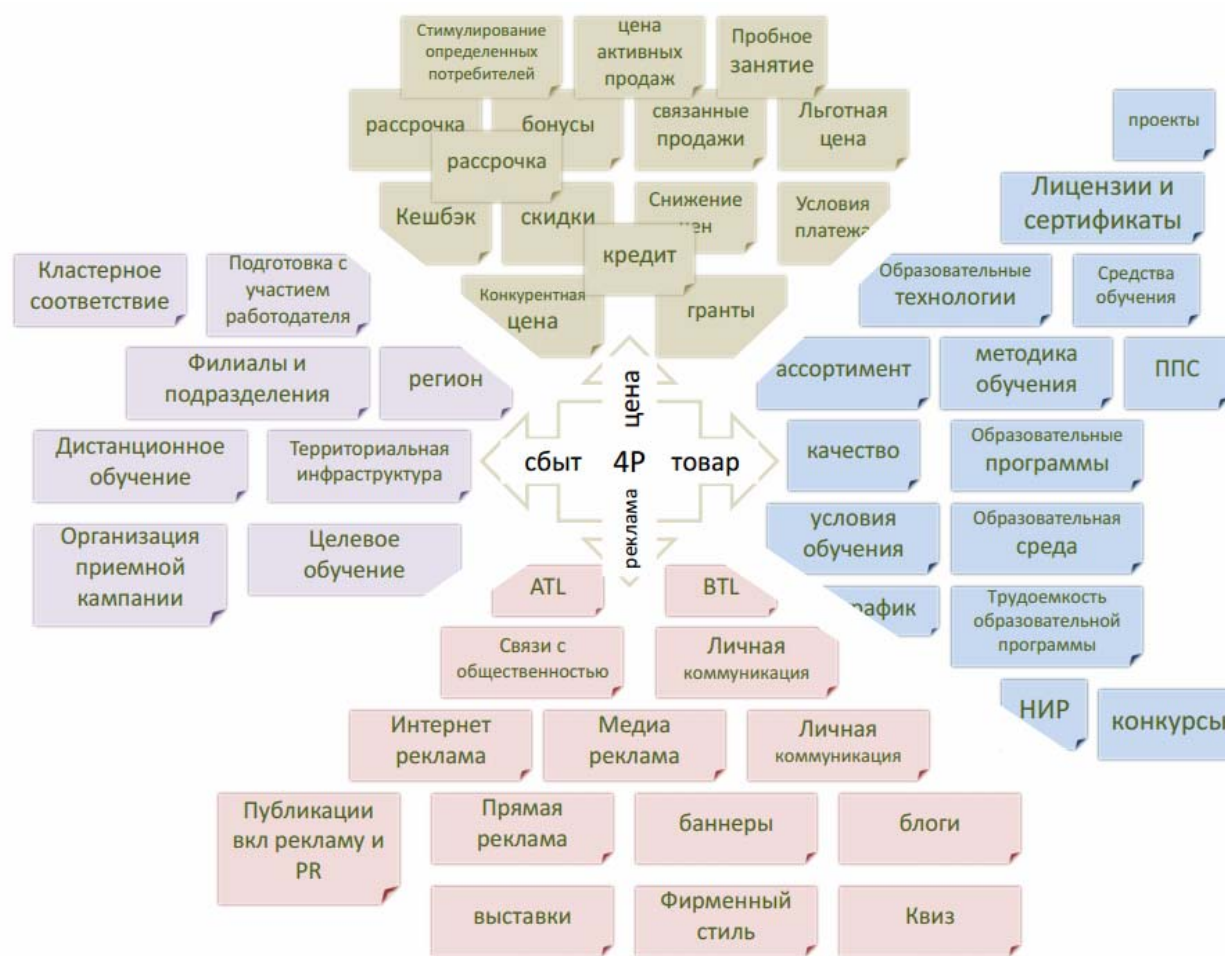 Стимулирование
определенных
потребителей
цена
активных
продаж
Пробное
занятие
рассрочка
бонусы
связанные
продажи
Льготная
цена
рассрочка
Кешбэк
скидки
Снижение
цен
Условия
платежа
кредит
Конкурентная
цена
гранты
проекты
Лицензии и
сертификаты
Образовательные
технологии
Средства
обучения
ассортимент
методика
обучения
ППС
качество
Образовательные
программы
условия
обучения
Образовательная
среда
рафик
Трудоемкость
образовательной
программы
НИР
конкурсы
Кластерное
соответствие
Подготовка с
участием
работодателя
Филиалы и
подразделения
регион
Дистанционное
обучение
Территориальная
инфраструктура
Организация
приемной
кампании
Целевое
обучение
цена
сбыт 4P товар
реклама
ATL
BTL
Связи с
общественностью
Личная
коммуникация
Интернет
реклама
Медиа
реклама
Личная
коммуникация
Публикации
вкл рекламу и
PR
Прямая
реклама
баннеры
блоги
выставки
Фирменный
стиль
Квиз